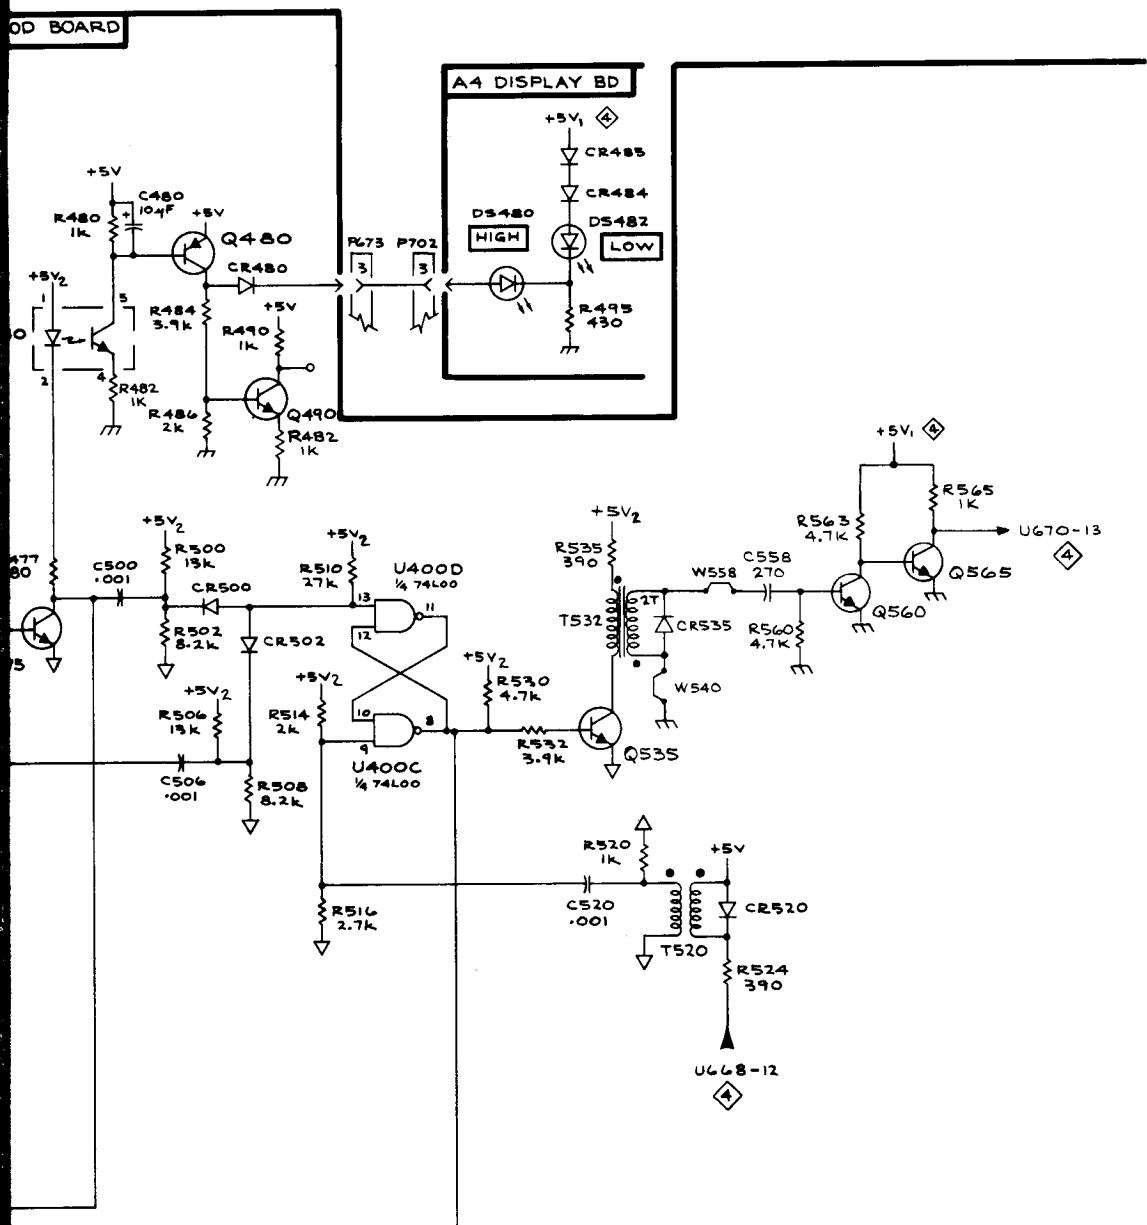 OD BOARD
A4 DISPLAY BD
+5V1 4
CR485
CR484
DS480
HIGH
DS482
LOW
R495
430
P673
3
P702
3
+5V
C480
10µF
R480
1K
+5V
Q480
CR480
+5V2
1
5
2
4
R484
3.9K
+5V
R490
1K
R482
1K
R486
2K
Q490
R482
1K
+5V2
R500
13K
C500
.001
CR500
R502
8.2K
CR502
+5V2
R510
27K
U400D
¼ 74L00
13
12
11
+5V2
R506
13K
C506
.001
R508
8.2K
+5V2
R514
2K
10
9
8
U400C
¼ 74L00
+5V2
R530
4.7K
R532
3.9K
Q535
+5V2
R535
390
T532
2T
CR535
W558
W540
C558
270
R560
4.7K
+5V1 4
R563
4.7K
Q560
R565
1K
Q565
U670-13
4
R516
2.7K
C520
.001
R520
1K
T520
+5V
CR520
R524
390
U668-12
4